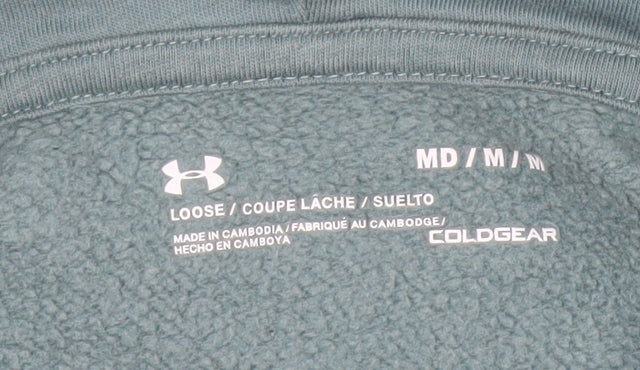 MD / M / M
LOOSE / COUPE LÂCHE / SUELTO
MADE IN CAMBODIA / FABRIQUÉ AU CAMBODGE /
HECHO EN CAMBOYA
COLDGEAR